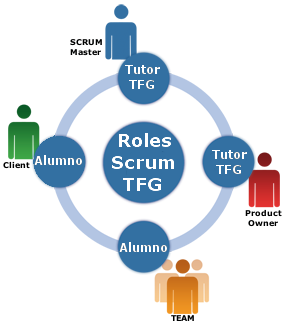 SCRUM
Master
Tutor
TFG
Client
Alumno
Roles
Scrum
TFG
Tutor
TFG
Product
Owner
Alumno
TEAM